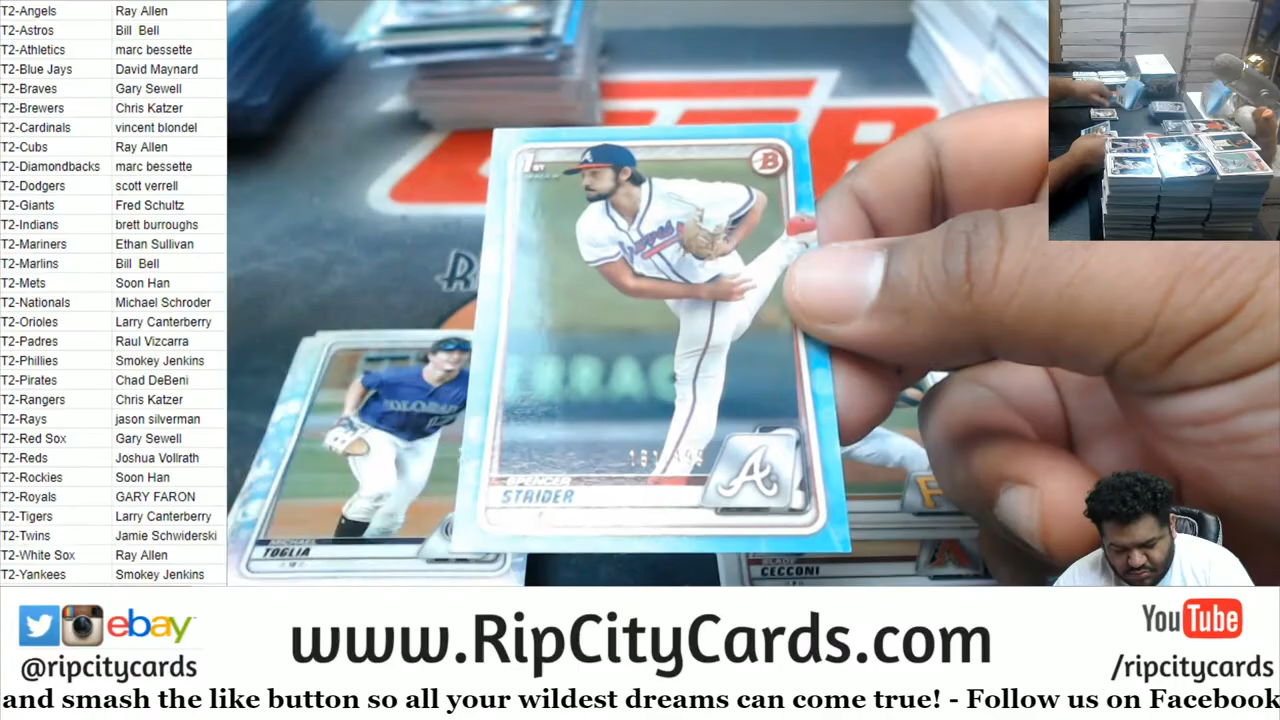 T2-Angels Ray Allen
T2-Astros Bill Bell
T2-Athletics marc bessette
T2-Blue Jays David Maynard
T2-Braves Gary Sewell
T2-Brewers Chris Katzer
T2-Cardinals vincent blondel
T2-Cubs Ray Allen
T2-Diamondbacks marc bessette
T2-Dodgers scott verrell
T2-Giants Fred Schultz
T2-Indians brett burroughs
T2-Mariners Ethan Sullivan
T2-Marlins Bill Bell
T2-Mets Soon Han
T2-Nationals Michael Schroder
T2-Orioles Larry Canterberry
T2-Padres Raul Vizcarra
T2-Phillies Smokey Jenkins
T2-Pirates Chad DeBeni
T2-Rangers Chris Katzer
T2-Rays jason silverman
T2-Red Sox Gary Sewell
T2-Reds Joshua Vollrath
T2-Rockies Soon Han
T2-Royals GARY FARON
T2-Tigers Larry Canterberry
T2-Twins Jamie Schwiderski
T2-White Sox Ray Allen
T2-Yankees Smokey Jenkins
1ST
B
Braves
SPENCER
STRIDER
A
MICHAEL
TOGLIA
CECCONI
ebay
@ripcitycards
www.RipCityCards.com
YouTube
/ripcitycards
and smash the like button so all your wildest dreams can come true! - Follow us on Facebook